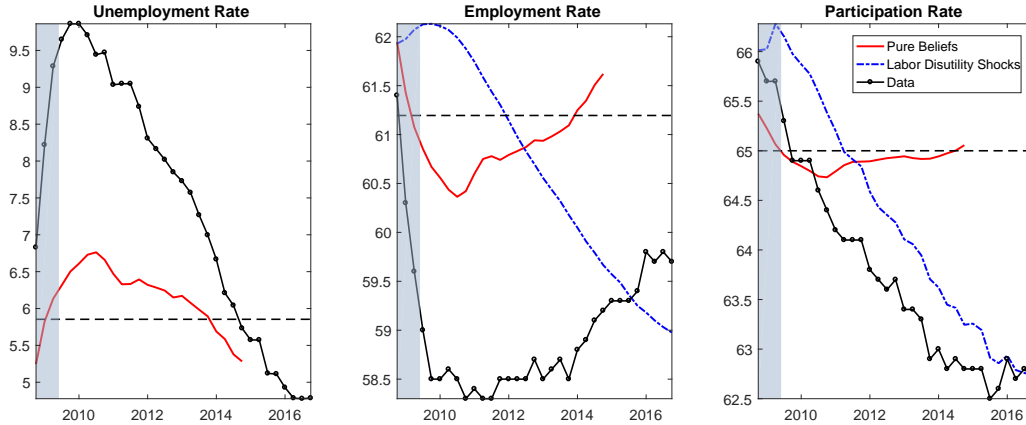 Unemployment Rate
9.5
9
8.5
8
7.5
7
6.5
6
5.5
5
2010 2012 2014 2016
Employment Rate
62
61.5
61
60.5
60
59.5
59
58.5
2010 2012 2014 2016
Participation Rate
Pure Beliefs
Labor Disutility Shocks
Data
66
65.5
65
64.5
64
63.5
63
62.5
2010 2012 2014 2016